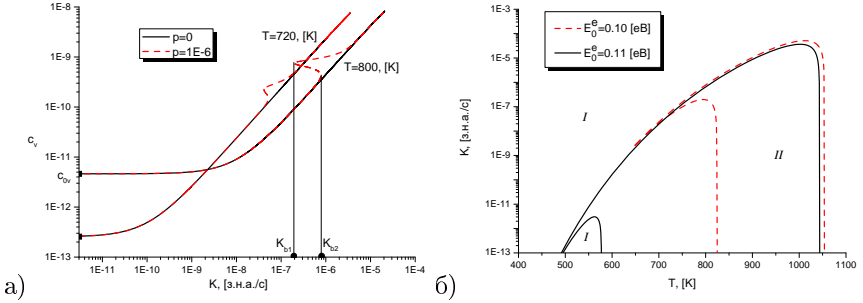 1E-8
1E-9
1E-10
1E-11
1E-12
1E-13
c_v
c_0v
p=0
p=1E-6
T=720, [K]
T=800, [K]
K_b1
K_b2
1E-11 1E-10 1E-9 1E-8 1E-7 1E-6 1E-5 1E-4
K, [з.н.а./с]
а)
1E-3
1E-5
1E-7
1E-9
1E-11
1E-13
K, [з.н.а./с]
E_0^e=0.10 [eB]
E_0^e=0.11 [eB]
I
II
I
400 500 600 700 800 900 1000 1100
T, [K]
б)